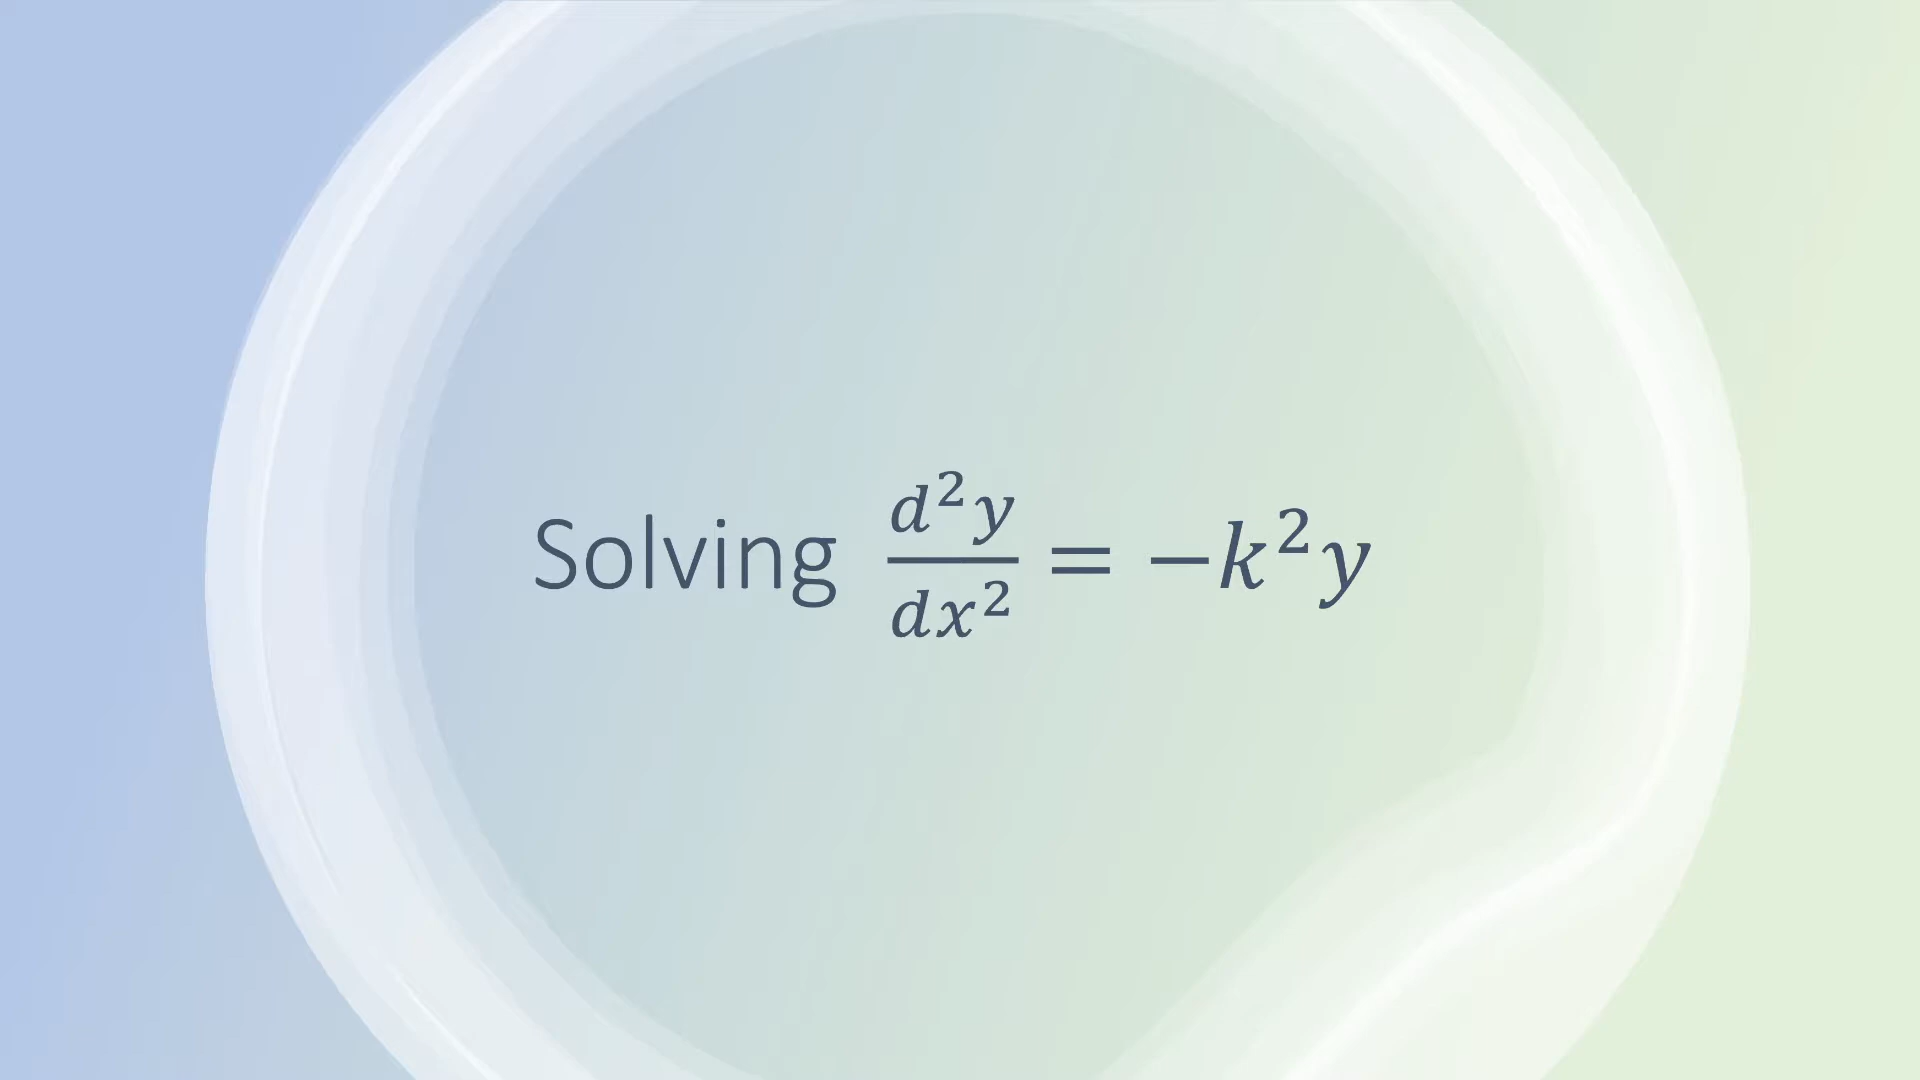 Solving d²y/dx² = −k²y